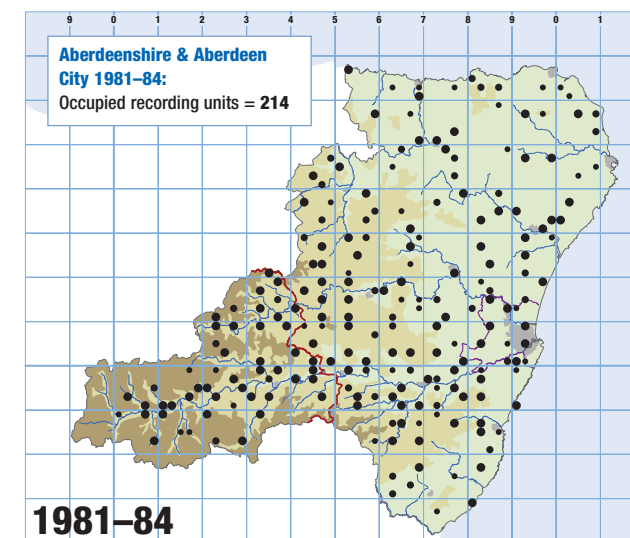 9 0 1 2 3 4 5 6 7 8 9 0 1
Aberdeenshire & Aberdeen
City 1981–84:
Occupied recording units = 214
1981–84